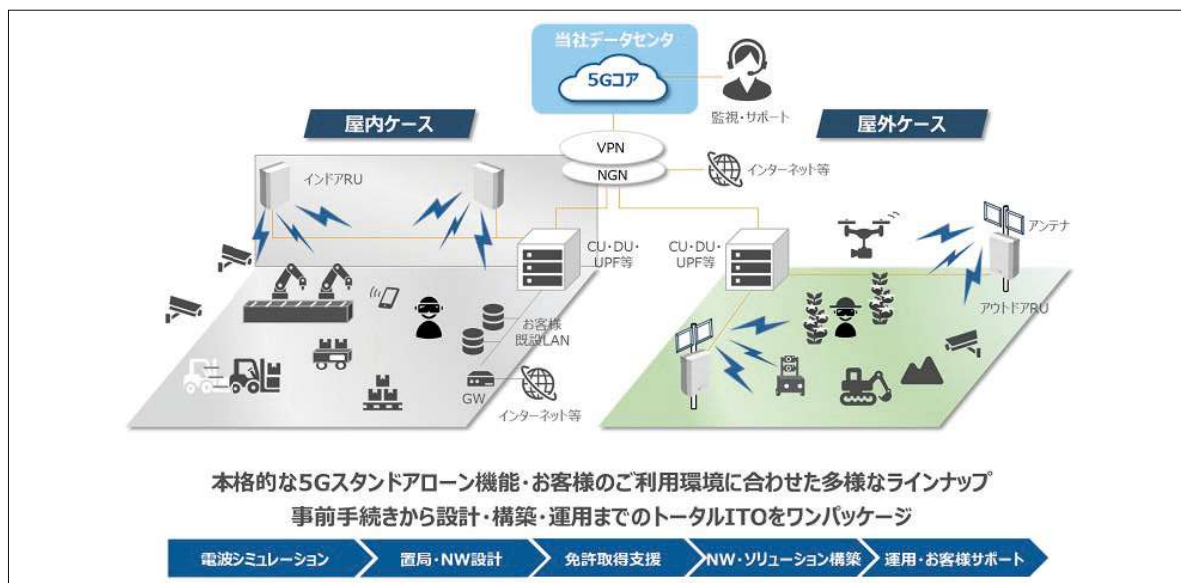 当社データセンタ
5Gコア
監視・サポート
屋内ケース
屋外ケース
VPN
NGN
インターネット等
インドアRU
CU・DU・
UPF等
CU・DU・
UPF等
アンテナ
アウトドアRU
お客様
既設LAN
GW
インターネット等
本格的な5Gスタンドアローン機能・お客様のご利用環境に合わせた多様なラインナップ
事前手続きから設計・構築・運用までのトータルITOをワンパッケージ
電波シミュレーション
置局・NW設計
免許取得支援
NW・ソリューション構築
運用・お客様サポート